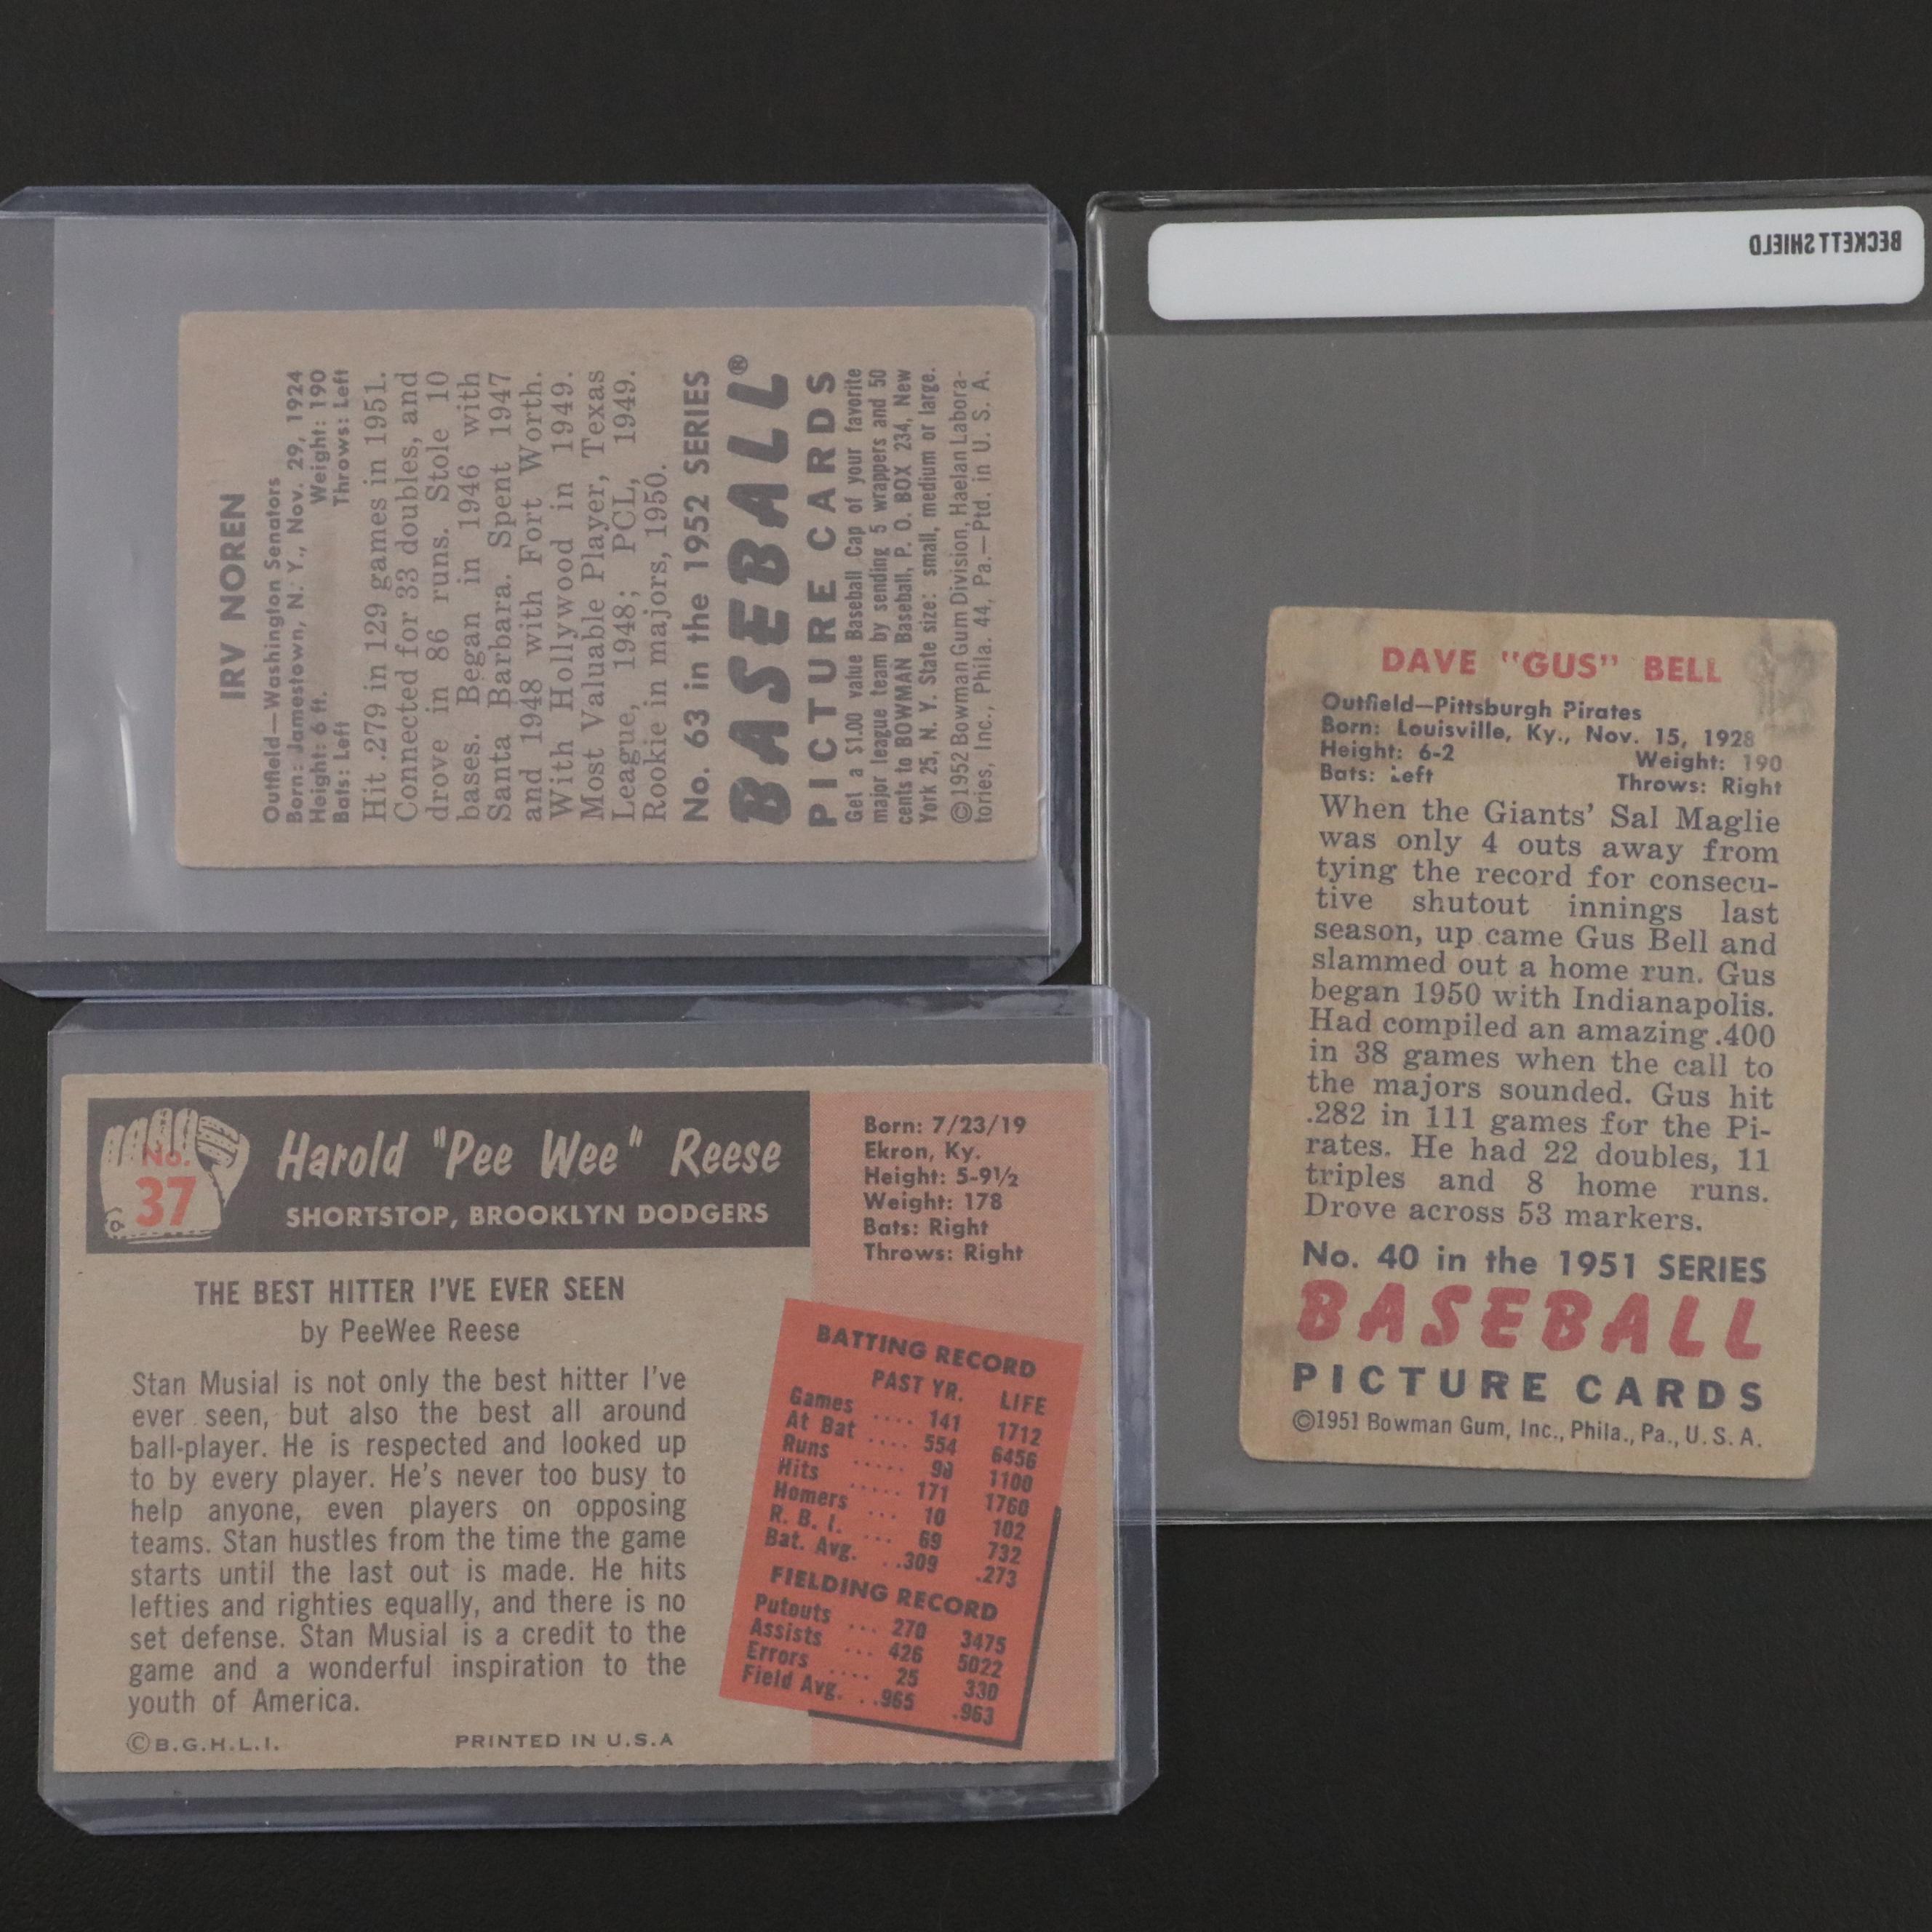 IRV NOREN
Outfield—Washington Senators
Born: Jamestown, N. Y., Nov. 29, 1924
Height: 6 ft. Weight: 190
Bats: Left Throws: Left
Hit .279 in 129 games in 1951.
Connected for 33 doubles, and
drove in 86 runs. Stole 10
bases. Began in 1946 with
Santa Barbara. Spent 1947
and 1948 with Fort Worth.
With Hollywood in 1949.
Most Valuable Player, Texas
League, 1948; PCL, 1949.
Rookie in majors, 1950.
No. 63 in the 1952 SERIES
BASEBALL®
PICTURE CARDS
Get a $1.00 value Baseball Cap of your favorite
major league team by sending 5 wrappers and 50
cents to BOWMAN Baseball, P. O. BOX 234, New
York 25, N. Y. State size: small, medium or large.
©1952 Bowman Gum Division, Haelan Labora-
tories, Inc., Phila. 44, Pa.—Ptd. in U. S. A.
BECKETT SHIELD
DAVE "GUS" BELL
Outfield—Pittsburgh Pirates
Born: Louisville, Ky., Nov. 15, 1928
Height: 6-2 Weight: 190
Bats: Left Throws: Right
When the Giants' Sal Maglie
was only 4 outs away from
tying the record for consecu-
tive shutout innings last
season, up came Gus Bell and
slammed out a home run. Gus
began 1950 with Indianapolis.
Had compiled an amazing .400
in 38 games when the call to
the majors sounded. Gus hit
.282 in 111 games for the Pi-
rates. He had 22 doubles, 11
triples and 8 home runs.
Drove across 53 markers.
No. 40 in the 1951 SERIES
BASEBALL
PICTURE CARDS
©1951 Bowman Gum, Inc., Phila., Pa., U. S. A.
No.
37
Harold "Pee Wee" Reese
SHORTSTOP, BROOKLYN DODGERS
Born: 7/23/19
Ekron, Ky.
Height: 5-9½
Weight: 178
Bats: Right
Throws: Right
THE BEST HITTER I'VE EVER SEEN
by PeeWee Reese
Stan Musial is not only the best hitter I've
ever seen, but also the best all around
ball-player. He is respected and looked up
to by every player. He's never too busy to
help anyone, even players on opposing
teams. Stan hustles from the time the game
starts until the last out is made. He hits
lefties and righties equally, and there is no
set defense. Stan Musial is a credit to the
game and a wonderful inspiration to the
youth of America.
©B.G.H.L.I. PRINTED IN U.S.A
BATTING RECORD
PAST YR. LIFE
Games .... 141 1712
At Bat .... 554 6456
Runs ..... 98 1100
Hits ..... 171 1760
Homers ... 10 102
R. B. I. ... 69 732
Bat. Avg. ..309 .273
FIELDING RECORD
Putouts ... 270 3475
Assists ... 426 5022
Errors .... 25 330
Field Avg. ..965 .963